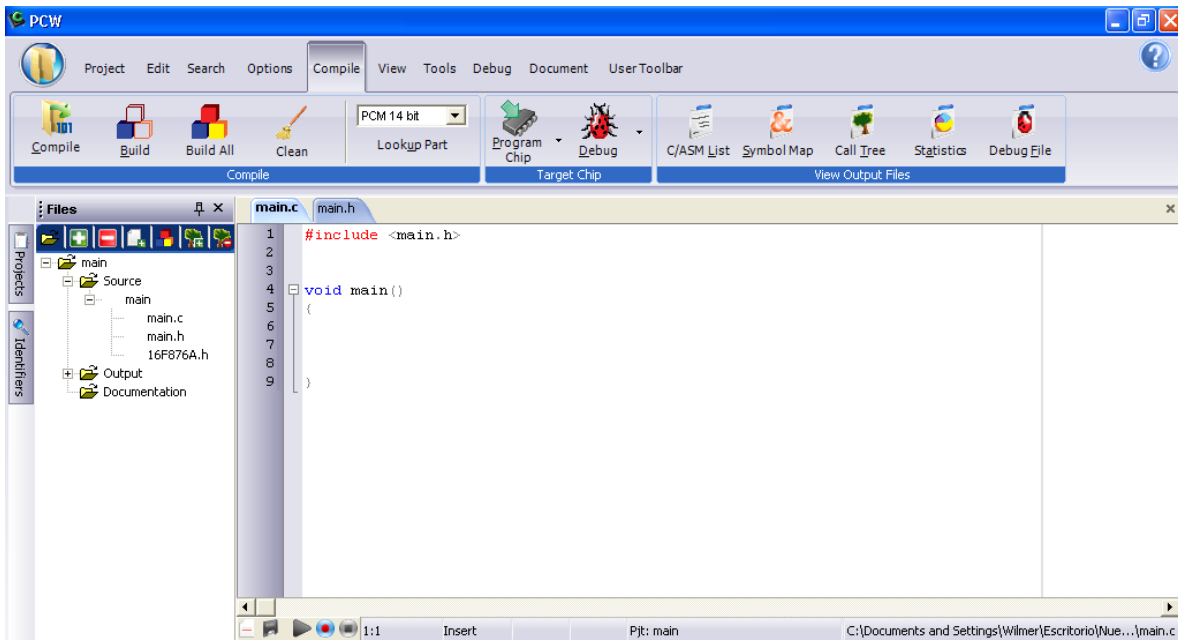 PCW
Project Edit Search Options Compile View Tools Debug Document User Toolbar
101
Compile Build Build All Clean PCM 14 bit Lookup Part Program Chip Debug C/ASM List Symbol Map Call Tree Statistics Debug File
Compile Target Chip View Output Files
Projects
Identifiers
Files
main
Source
main
main.c
main.h
16F876A.h
Output
Documentation
main.c main.h
1 #include <main.h>
2
3
4 void main()
5 {
6
7
8
9 }
1:1 Insert Pjt: main C:\Documents and Settings\Wilmer\Escritorio\Nue...\main.c